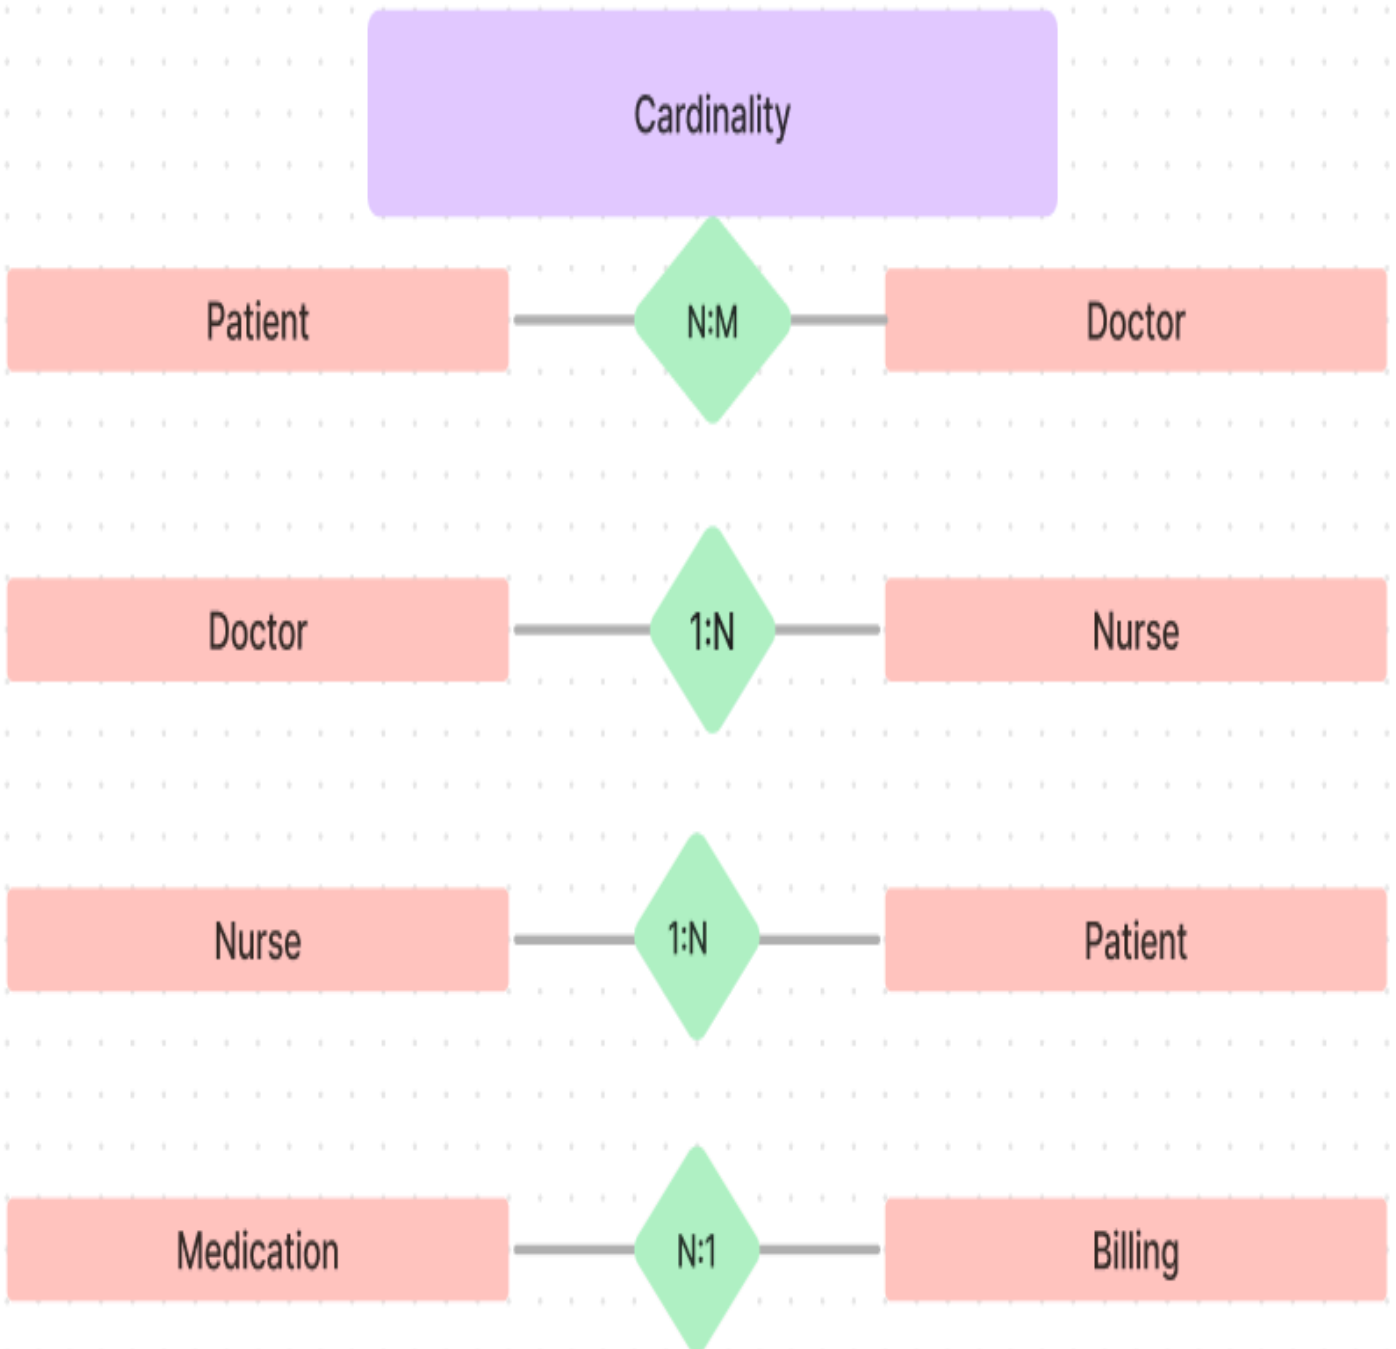 Cardinality
Patient N:M Doctor
Doctor 1:N Nurse
Nurse 1:N Patient
Medication N:1 Billing